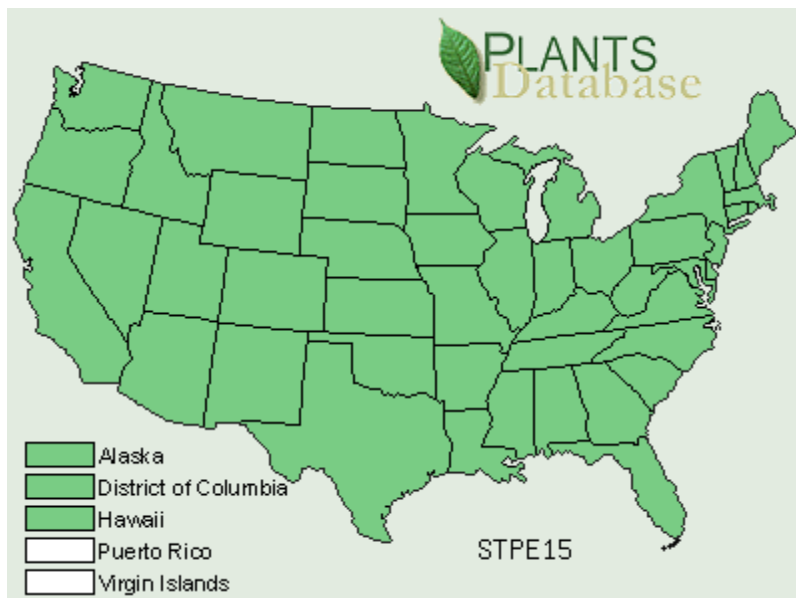 PLANTS
Database
Alaska
District of Columbia
Hawaii
Puerto Rico
Virgin Islands
STPE15